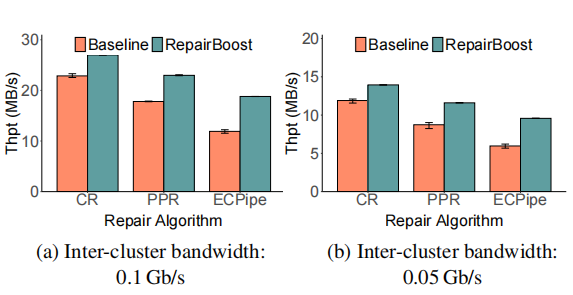 Baseline RepairBoost
Thpt (MB/s)
30
20
10
0
CR PPR ECPipe
Repair Algorithm
(a) Inter-cluster bandwidth:
0.1 Gb/s
Baseline RepairBoost
Thpt (MB/s)
20
15
10
5
0
CR PPR ECPipe
Repair Algorithm
(b) Inter-cluster bandwidth:
0.05 Gb/s